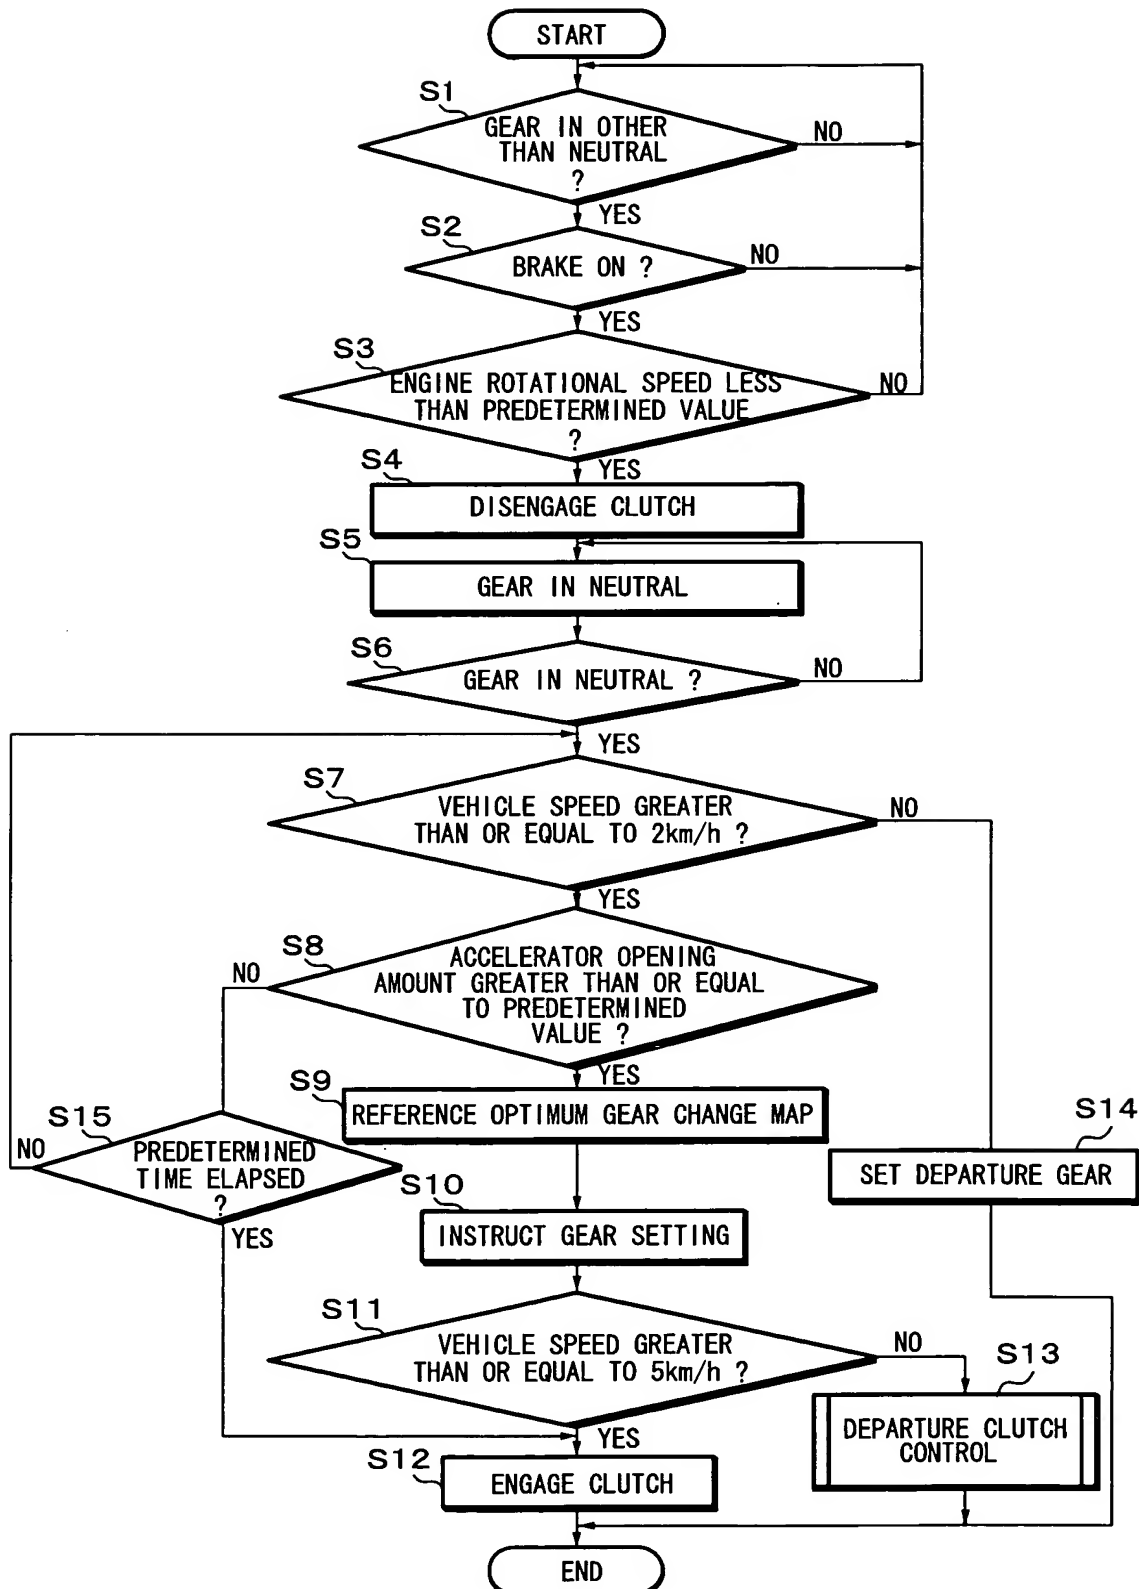 START
S1
GEAR IN OTHER
THAN NEUTRAL
?
NO
YES
S2
BRAKE ON ?
NO
YES
S3
ENGINE ROTATIONAL SPEED LESS
THAN PREDETERMINED VALUE
?
NO
YES
S4
DISENGAGE CLUTCH
S5
GEAR IN NEUTRAL
S6
GEAR IN NEUTRAL ?
NO
YES
S7
VEHICLE SPEED GREATER
THAN OR EQUAL TO 2km/h ?
NO
YES
S8
ACCELERATOR OPENING
AMOUNT GREATER THAN OR EQUAL
TO PREDETERMINED
VALUE ?
NO
YES
S9
REFERENCE OPTIMUM GEAR CHANGE MAP
S15
PREDETERMINED
TIME ELAPSED
?
NO
YES
S14
SET DEPARTURE GEAR
S10
INSTRUCT GEAR SETTING
S11
VEHICLE SPEED GREATER
THAN OR EQUAL TO 5km/h ?
NO
YES
S13
DEPARTURE CLUTCH
CONTROL
S12
ENGAGE CLUTCH
END